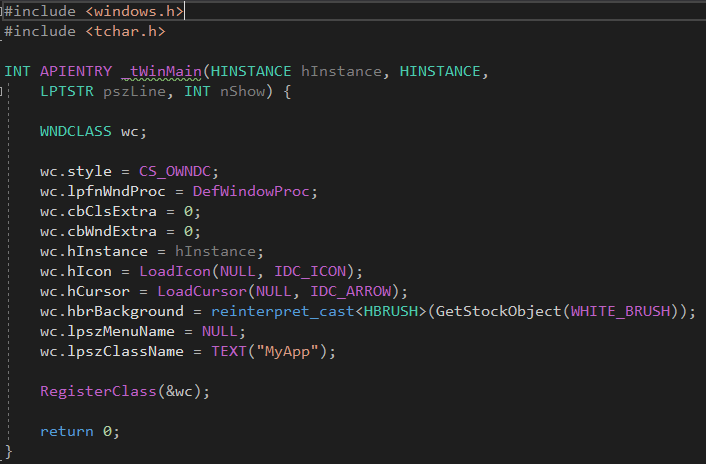 #include <windows.h>
#include <tchar.h>
INT APIENTRY _tWinMain(HINSTANCE hInstance, HINSTANCE,
LPTSTR pszLine, INT nShow) {
WNDCLASS wc;
wc.style = CS_OWNDC;
wc.lpfnWndProc = DefWindowProc;
wc.cbClsExtra = 0;
wc.cbWndExtra = 0;
wc.hInstance = hInstance;
wc.hIcon = LoadIcon(NULL, IDC_ICON);
wc.hCursor = LoadCursor(NULL, IDC_ARROW);
wc.hbrBackground = reinterpret_cast<HBRUSH>(GetStockObject(WHITE_BRUSH));
wc.lpszMenuName = NULL;
wc.lpszClassName = TEXT("MyApp");
RegisterClass(&wc);
return 0;
}